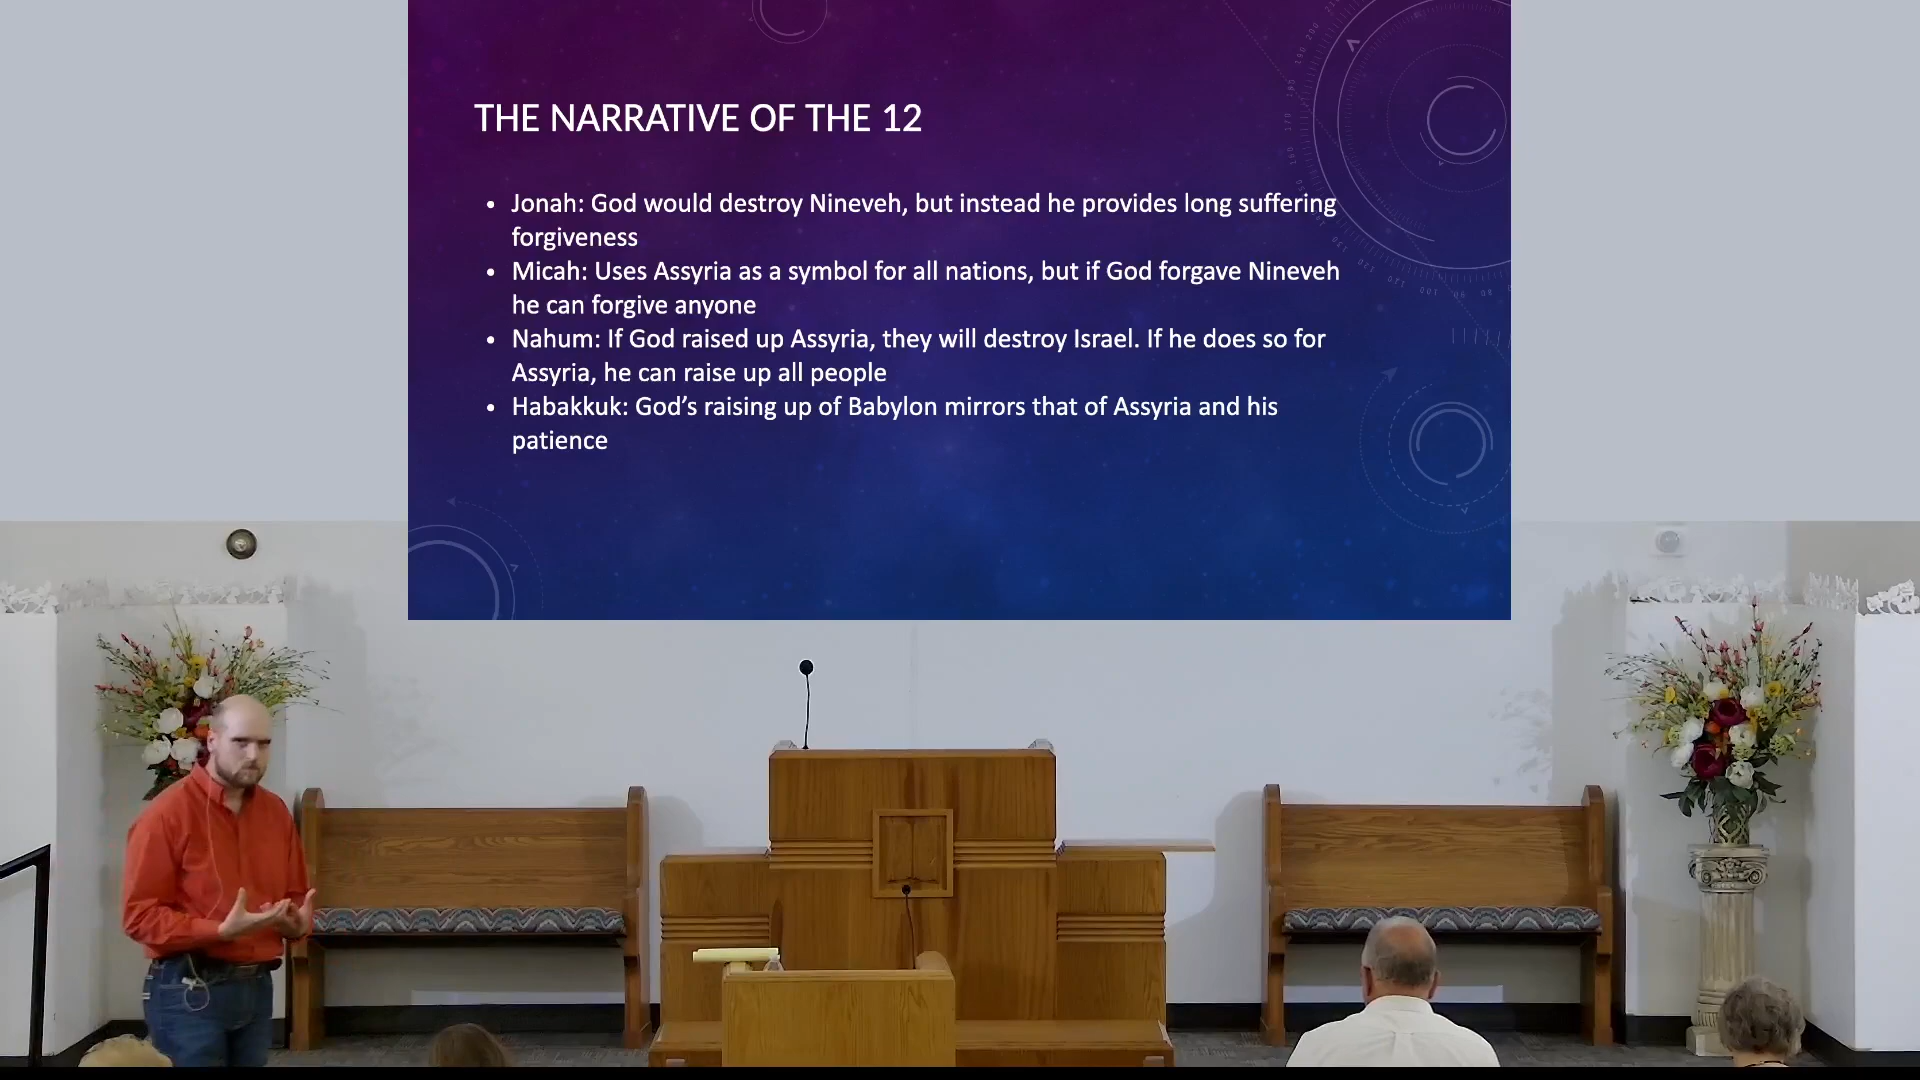 THE NARRATIVE OF THE 12
• Jonah: God would destroy Nineveh, but instead he provides long suffering
forgiveness
• Micah: Uses Assyria as a symbol for all nations, but if God forgave Nineveh
he can forgive anyone
• Nahum: If God raised up Assyria, they will destroy Israel. If he does so for
Assyria, he can raise up all people
• Habakkuk: God’s raising up of Babylon mirrors that of Assyria and his
patience